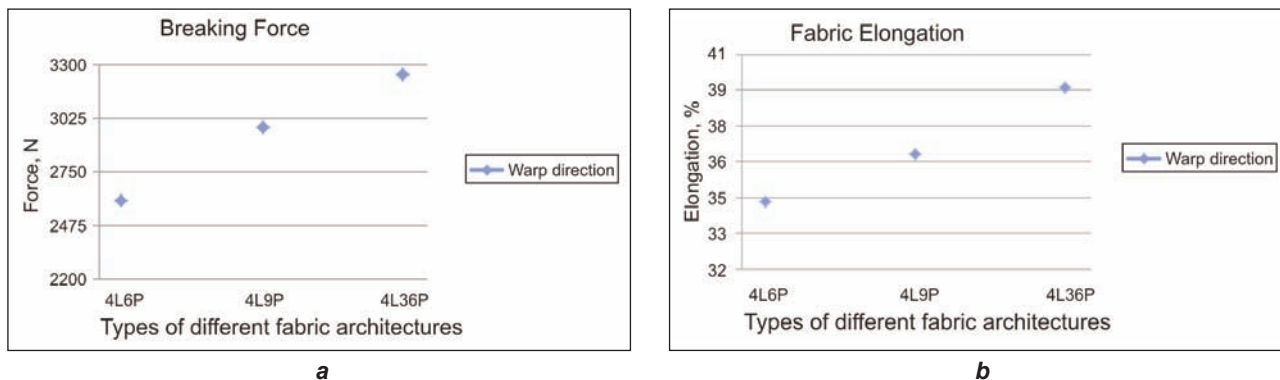 Breaking Force
3300
3025
2750
2475
2200
Force, N
4L6P 4L9P 4L36P
Types of different fabric architectures
Warp direction
a
Fabric Elongation
41
39
38
36
35
33
32
Elongation, %
4L6P 4L9P 4L36P
Types of different fabric architectures
Warp direction
b